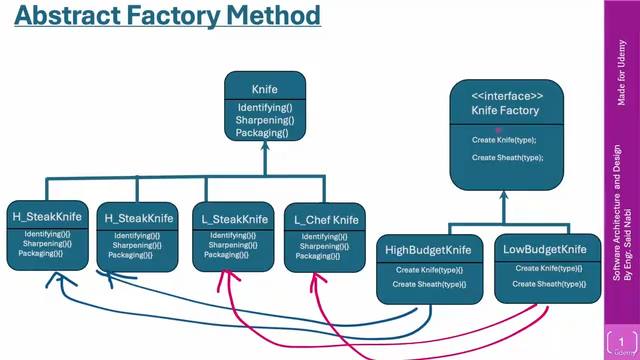 Abstract Factory Method
Knife
Identifying()
Sharpening()
Packaging()
<<interface>>
Knife Factory
Create Knife(type);
Create Sheath(type);
H_SteakKnife
Identifying(){}
Sharpening(){}
Packaging(){}
H_SteakKnife
Identifying(){}
Sharpening(){}
Packaging(){}
L_SteakKnife
Identifying(){}
Sharpening(){}
Packaging(){}
L_Chef Knife
Identifying(){}
Sharpening(){}
Packaging(){}
HighBudgetKnife
Create Knife(type){}
Create Sheath(type){}
LowBudgetKnife
Create Knife(type){}
Create Sheath(type){}
Made for Udemy
Software Architecture and Design
By Engr. Said Nabi
1
Udemy